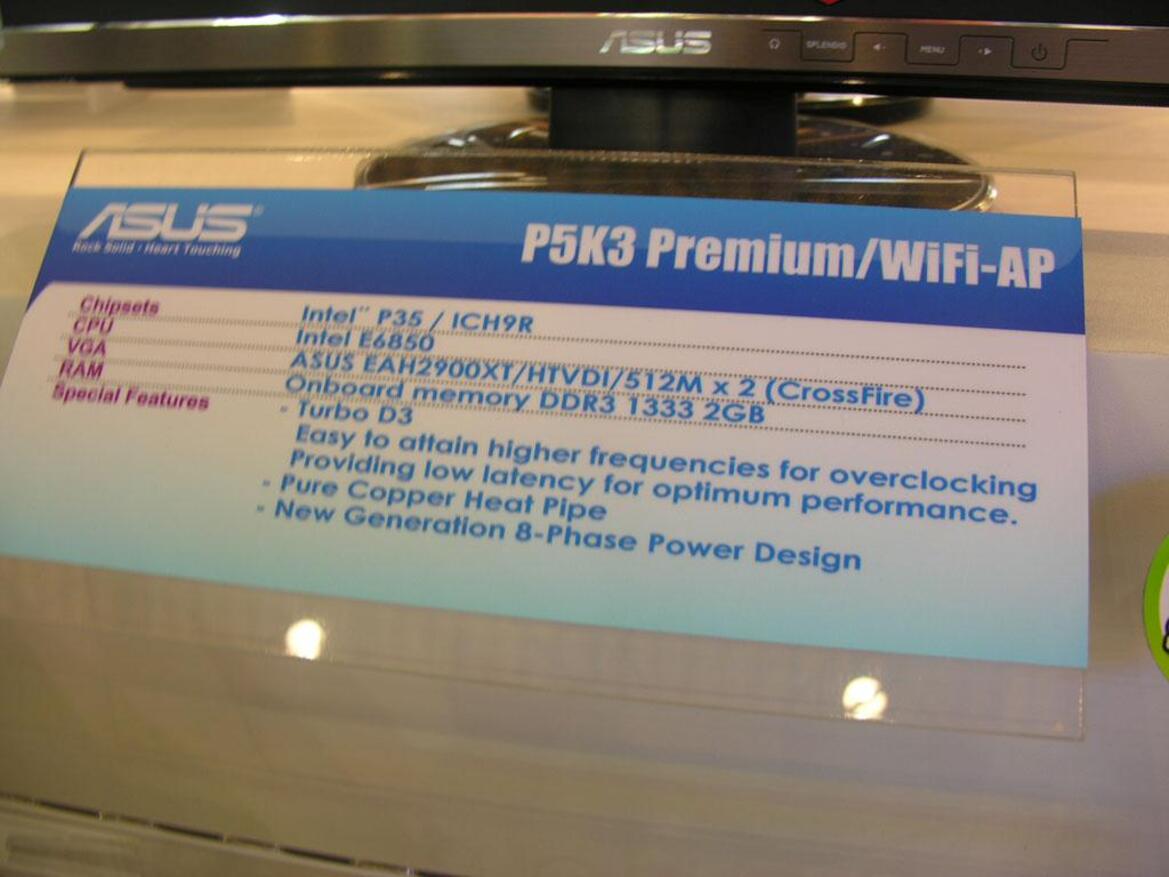 ASUS
SPLENDID
MENU
ASUS
Rock Solid · Heart Touching
P5K3 Premium/WiFi-AP
Chipsets Intel" P35 / ICH9R
CPU Intel E6850
VGA ASUS EAH2900XT/HTVDI/512M x 2 (CrossFire)
RAM Onboard memory DDR3 1333 2GB
Special Features - Turbo D3
Easy to attain higher frequencies for overclocking
Providing low latency for optimum performance.
- Pure Copper Heat Pipe
- New Generation 8-Phase Power Design